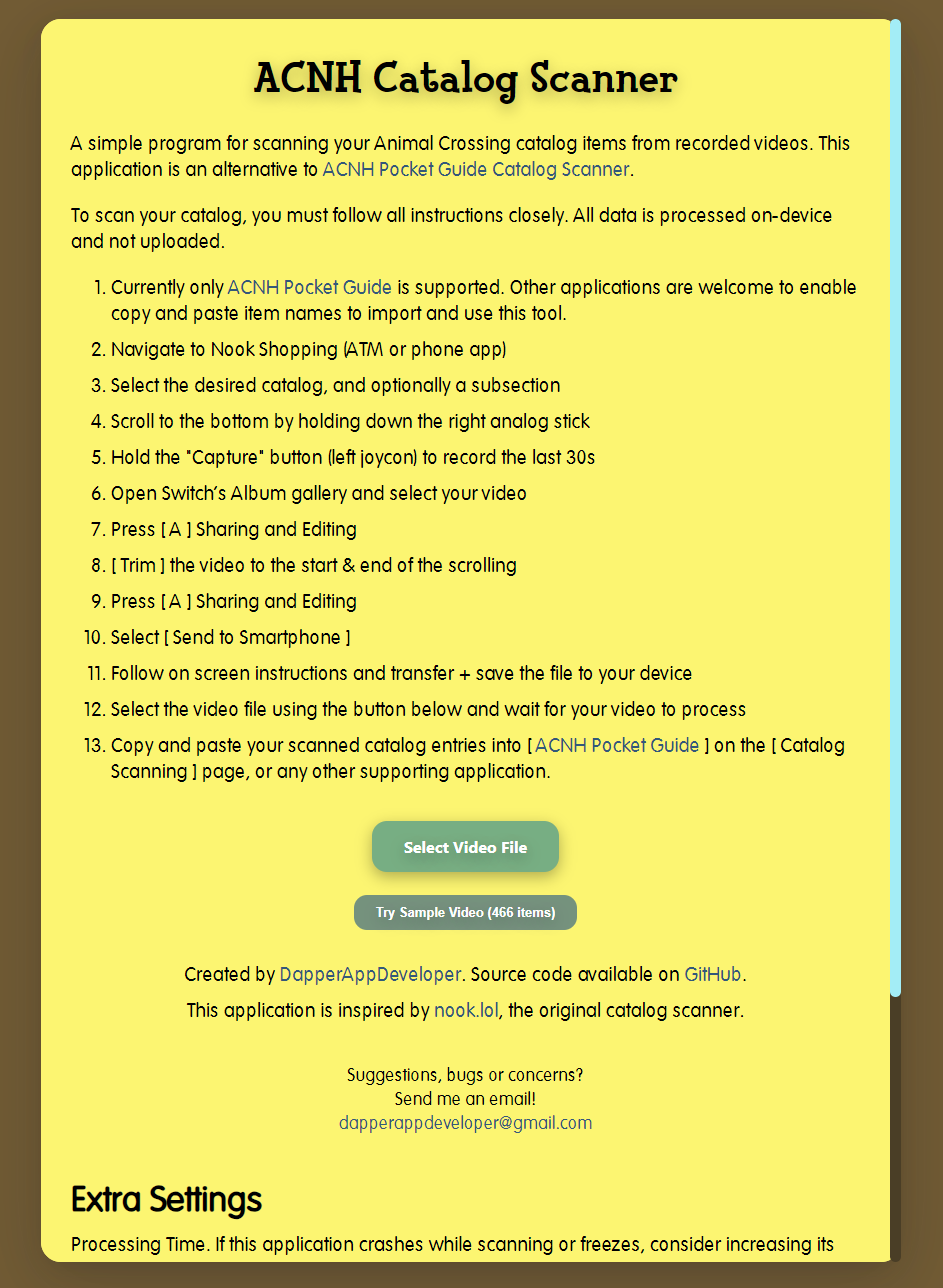 ACNH Catalog Scanner
A simple program for scanning your Animal Crossing catalog items from recorded videos. This
application is an alternative to ACNH Pocket Guide Catalog Scanner.
To scan your catalog, you must follow all instructions closely. All data is processed on-device
and not uploaded.
1. Currently only ACNH Pocket Guide is supported. Other applications are welcome to enable
copy and paste item names to import and use this tool.
2. Navigate to Nook Shopping (ATM or phone app)
3. Select the desired catalog, and optionally a subsection
4. Scroll to the bottom by holding down the right analog stick
5. Hold the "Capture" button (left joycon) to record the last 30s
6. Open Switch’s Album gallery and select your video
7. Press [ A ] Sharing and Editing
8. [ Trim ] the video to the start & end of the scrolling
9. Press [ A ] Sharing and Editing
10. Select [ Send to Smartphone ]
11. Follow on screen instructions and transfer + save the file to your device
12. Select the video file using the button below and wait for your video to process
13. Copy and paste your scanned catalog entries into [ ACNH Pocket Guide ] on the [ Catalog
Scanning ] page, or any other supporting application.
Select Video File
Try Sample Video (466 items)
Created by DapperAppDeveloper. Source code available on GitHub.
This application is inspired by nook.lol, the original catalog scanner.
Suggestions, bugs or concerns?
Send me an email!
dapperappdeveloper@gmail.com
Extra Settings
Processing Time. If this application crashes while scanning or freezes, consider increasing its